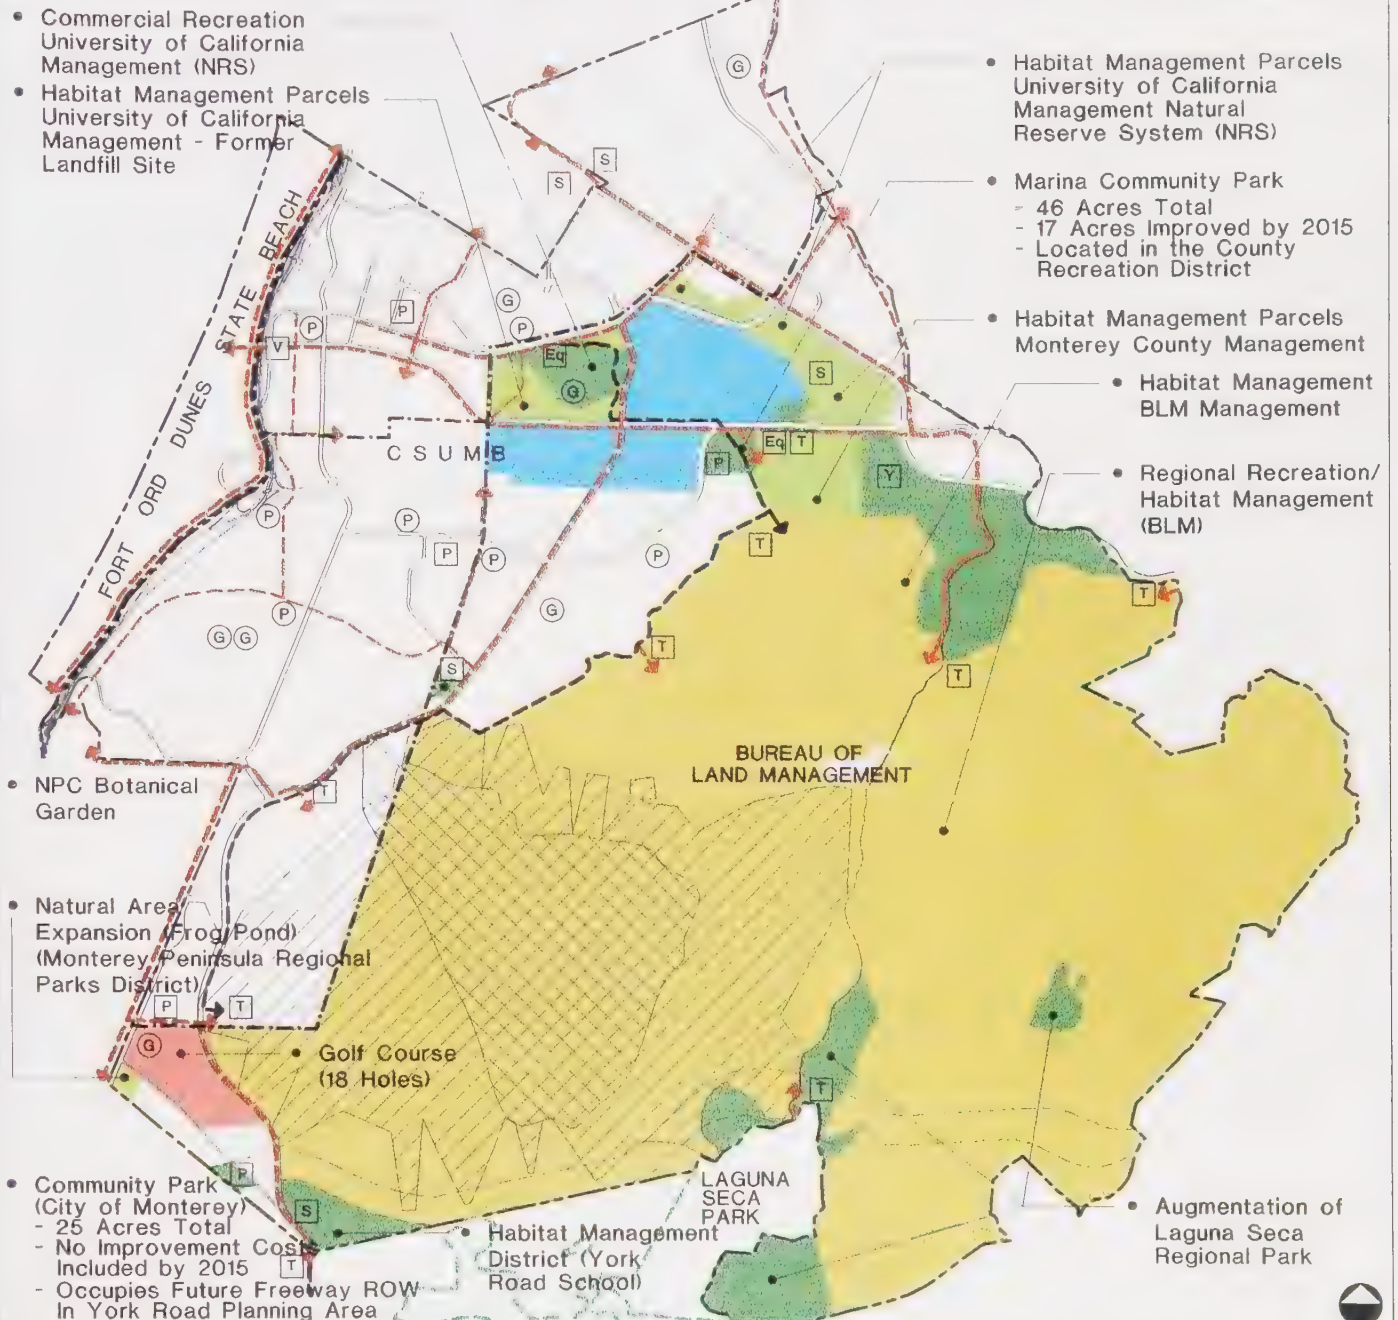 • Commercial Recreation
University of California
Management (NRS)
• Habitat Management Parcels
University of California
Management - Former
Landfill Site
• Habitat Management Parcels
University of California
Management Natural
Reserve System (NRS)
• Marina Community Park
- 46 Acres Total
- 17 Acres Improved by 2015
- Located in the County
Recreation District
• Habitat Management Parcels
Monterey County Management
• Habitat Management
BLM Management
• Regional Recreation/
Habitat Management
(BLM)
G
S
S
FORT ORD DUNES STATE BEACH
P
G
P
P
V
Eq
G
S
CSUMB
P
Eq
T
Y
P
P
P
P
P
T
T
P
G
G G
T
S
T
BUREAU OF
LAND MANAGEMENT
• NPC Botanical
Garden
T
• Natural Area
Expansion (Frog Pond)
(Monterey Peninsula Regional
Parks District)
P
T
G
• Golf Course
(18 Holes)
T
P
• Community Park
(City of Monterey)
- 25 Acres Total
- No Improvement Costs
Included by 2015
- Occupies Future Freeway ROW
In York Road Planning Area
S
T
• Habitat Management
District (York
Road School)
LAGUNA
SECA
PARK
• Augmentation of
Laguna Seca
Regional Park